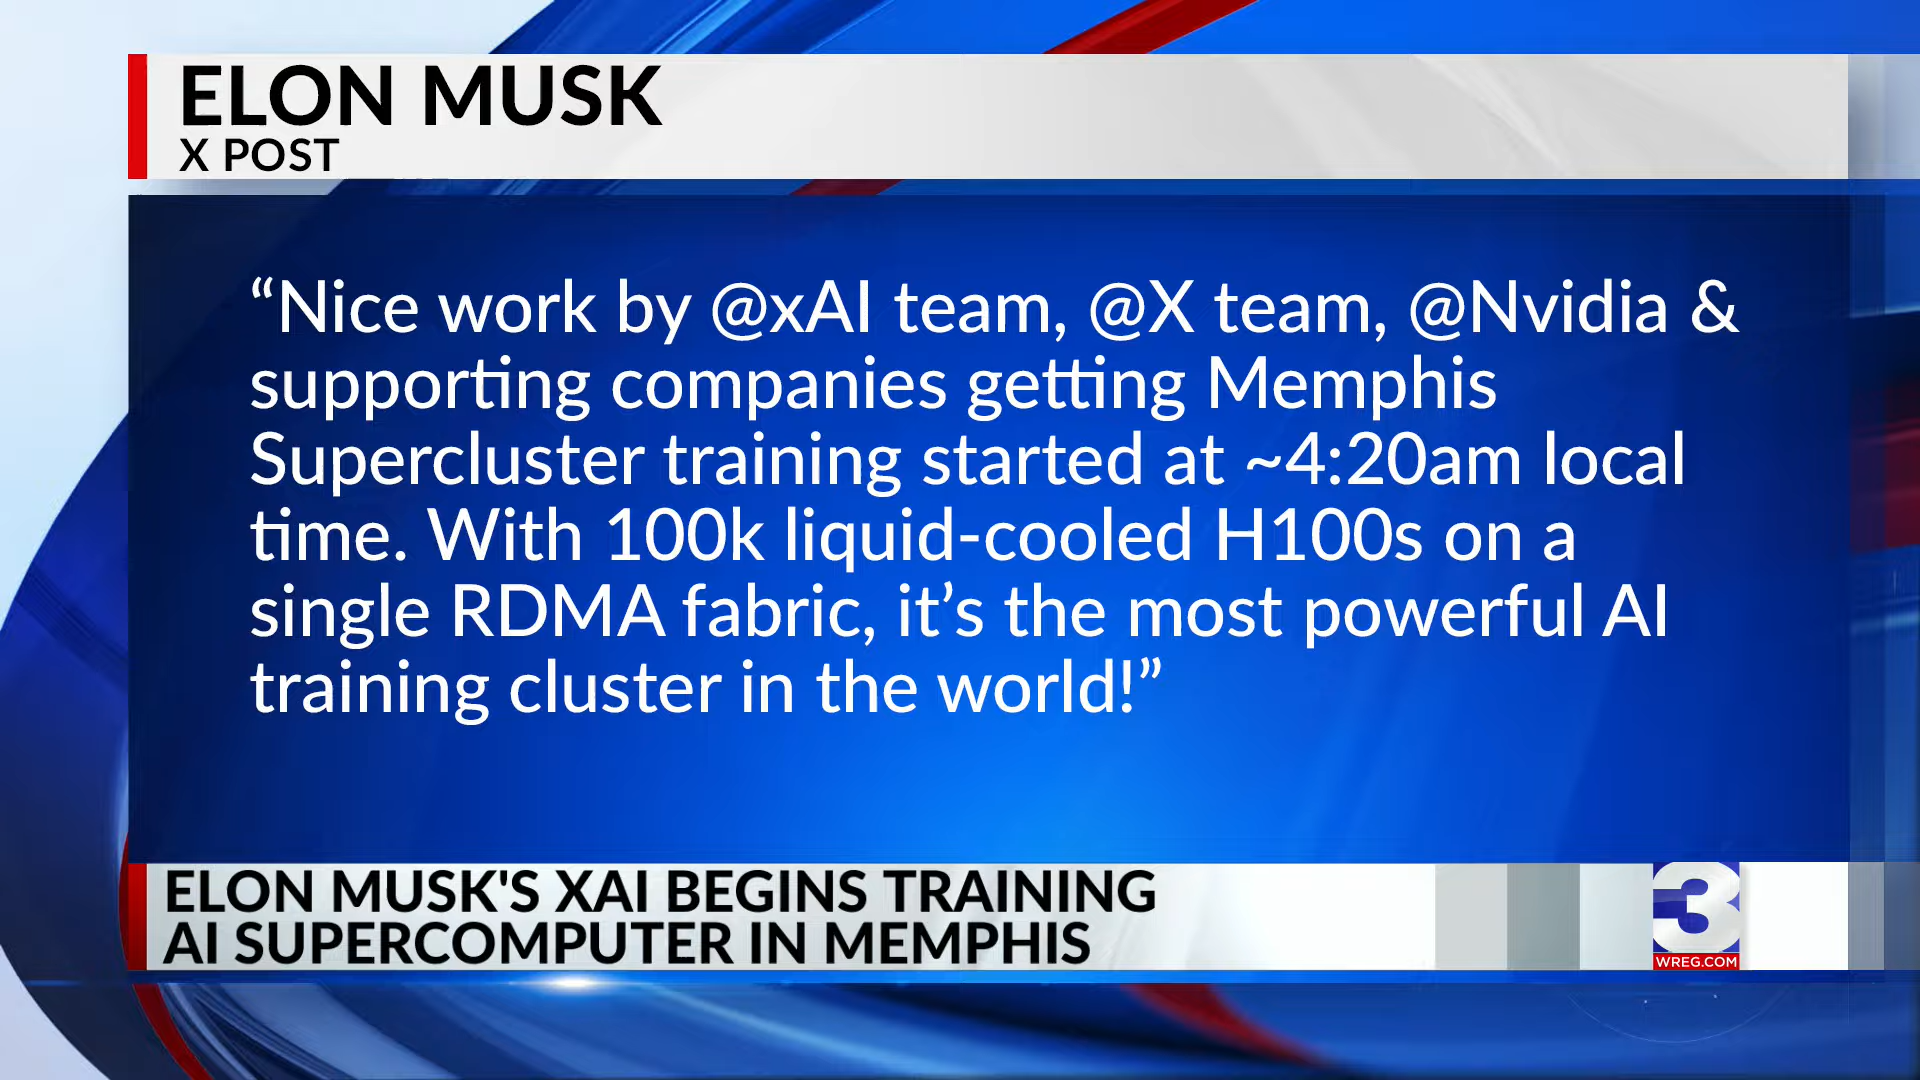 ELON MUSK
X POST
“Nice work by @xAI team, @X team, @Nvidia &
supporting companies getting Memphis
Supercluster training started at ~4:20am local
time. With 100k liquid-cooled H100s on a
single RDMA fabric, it’s the most powerful AI
training cluster in the world!”
ELON MUSK'S XAI BEGINS TRAINING
AI SUPERCOMPUTER IN MEMPHIS
3
WREG.COM